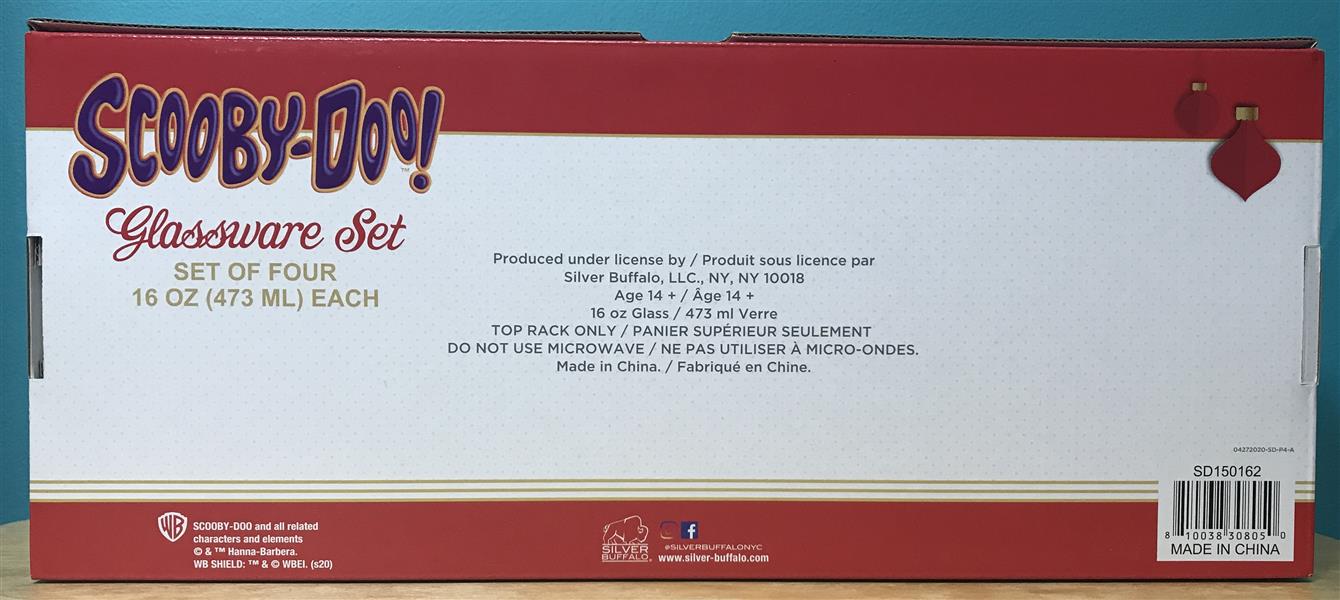 SCOOBY-DOO!™
Glassware Set
SET OF FOUR
16 OZ (473 ML) EACH
Produced under license by / Produit sous licence par
Silver Buffalo, LLC., NY, NY 10018
Age 14 + / Âge 14 +
16 oz Glass / 473 ml Verre
TOP RACK ONLY / PANIER SUPÉRIEUR SEULEMENT
DO NOT USE MICROWAVE / NE PAS UTILISER À MICRO-ONDES.
Made in China. / Fabriqué en Chine.
04272020-SD-P4-A
SD150162
8 10038 30805 0
MADE IN CHINA
WB
SCOOBY-DOO and all related
characters and elements
© & ™ Hanna-Barbera.
WB SHIELD: ™ & © WBEI. (s20)
SILVER
BUFFALO
f
@SILVERBUFFALONYC
www.silver-buffalo.com